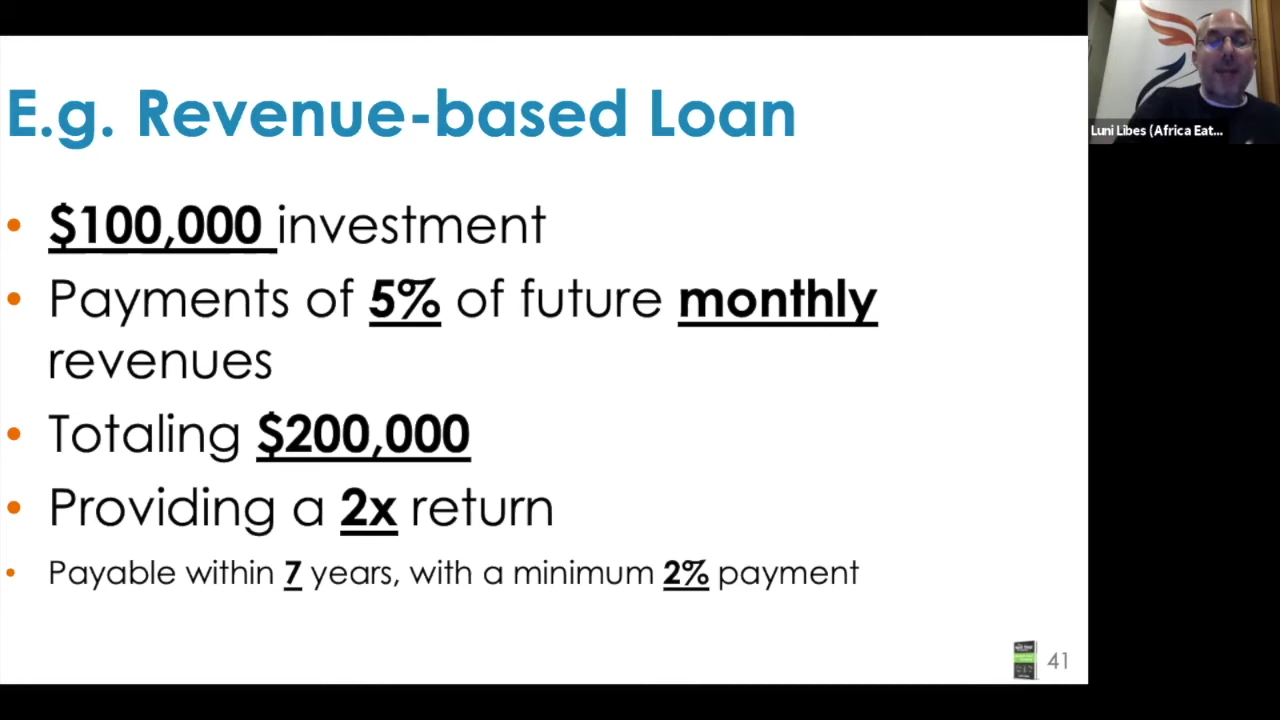 E.g. Revenue-based Loan
• $100,000 investment
• Payments of 5% of future monthly
revenues
• Totaling $200,000
• Providing a 2x return
• Payable within 7 years, with a minimum 2% payment
41
Luni Libes (Africa Eat...